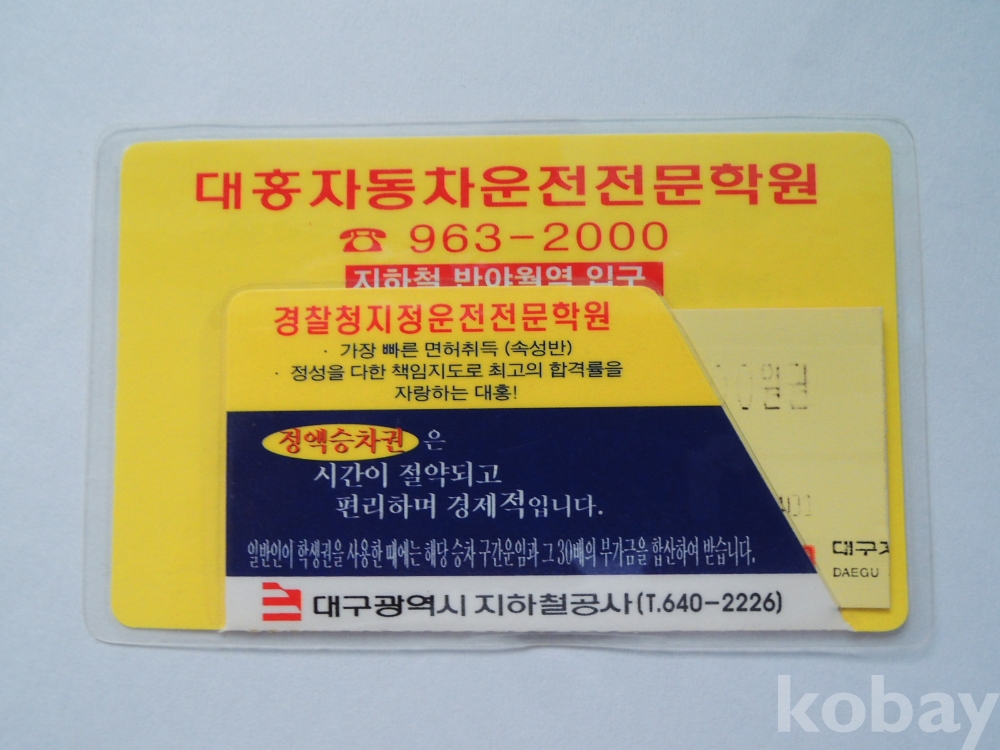 대흥자동차운전전문학원
☎ 963-2000
지하철 반야월역 입구
경찰청지정운전전문학원
· 가장 빠른 면허취득 (속성반)
· 정성을 다한 책임지도로 최고의 합격률을
자랑하는 대흥!
정액승차권 은
시간이 절약되고
편리하며 경제적입니다.
일반인이 학생권을 사용한 때에는 해당 승차 구간운임과 그 30배의 부가금을 합산하여 받습니다.
대구광역시 지하철공사(T.640-2226)
대구
DAEGU
kobay